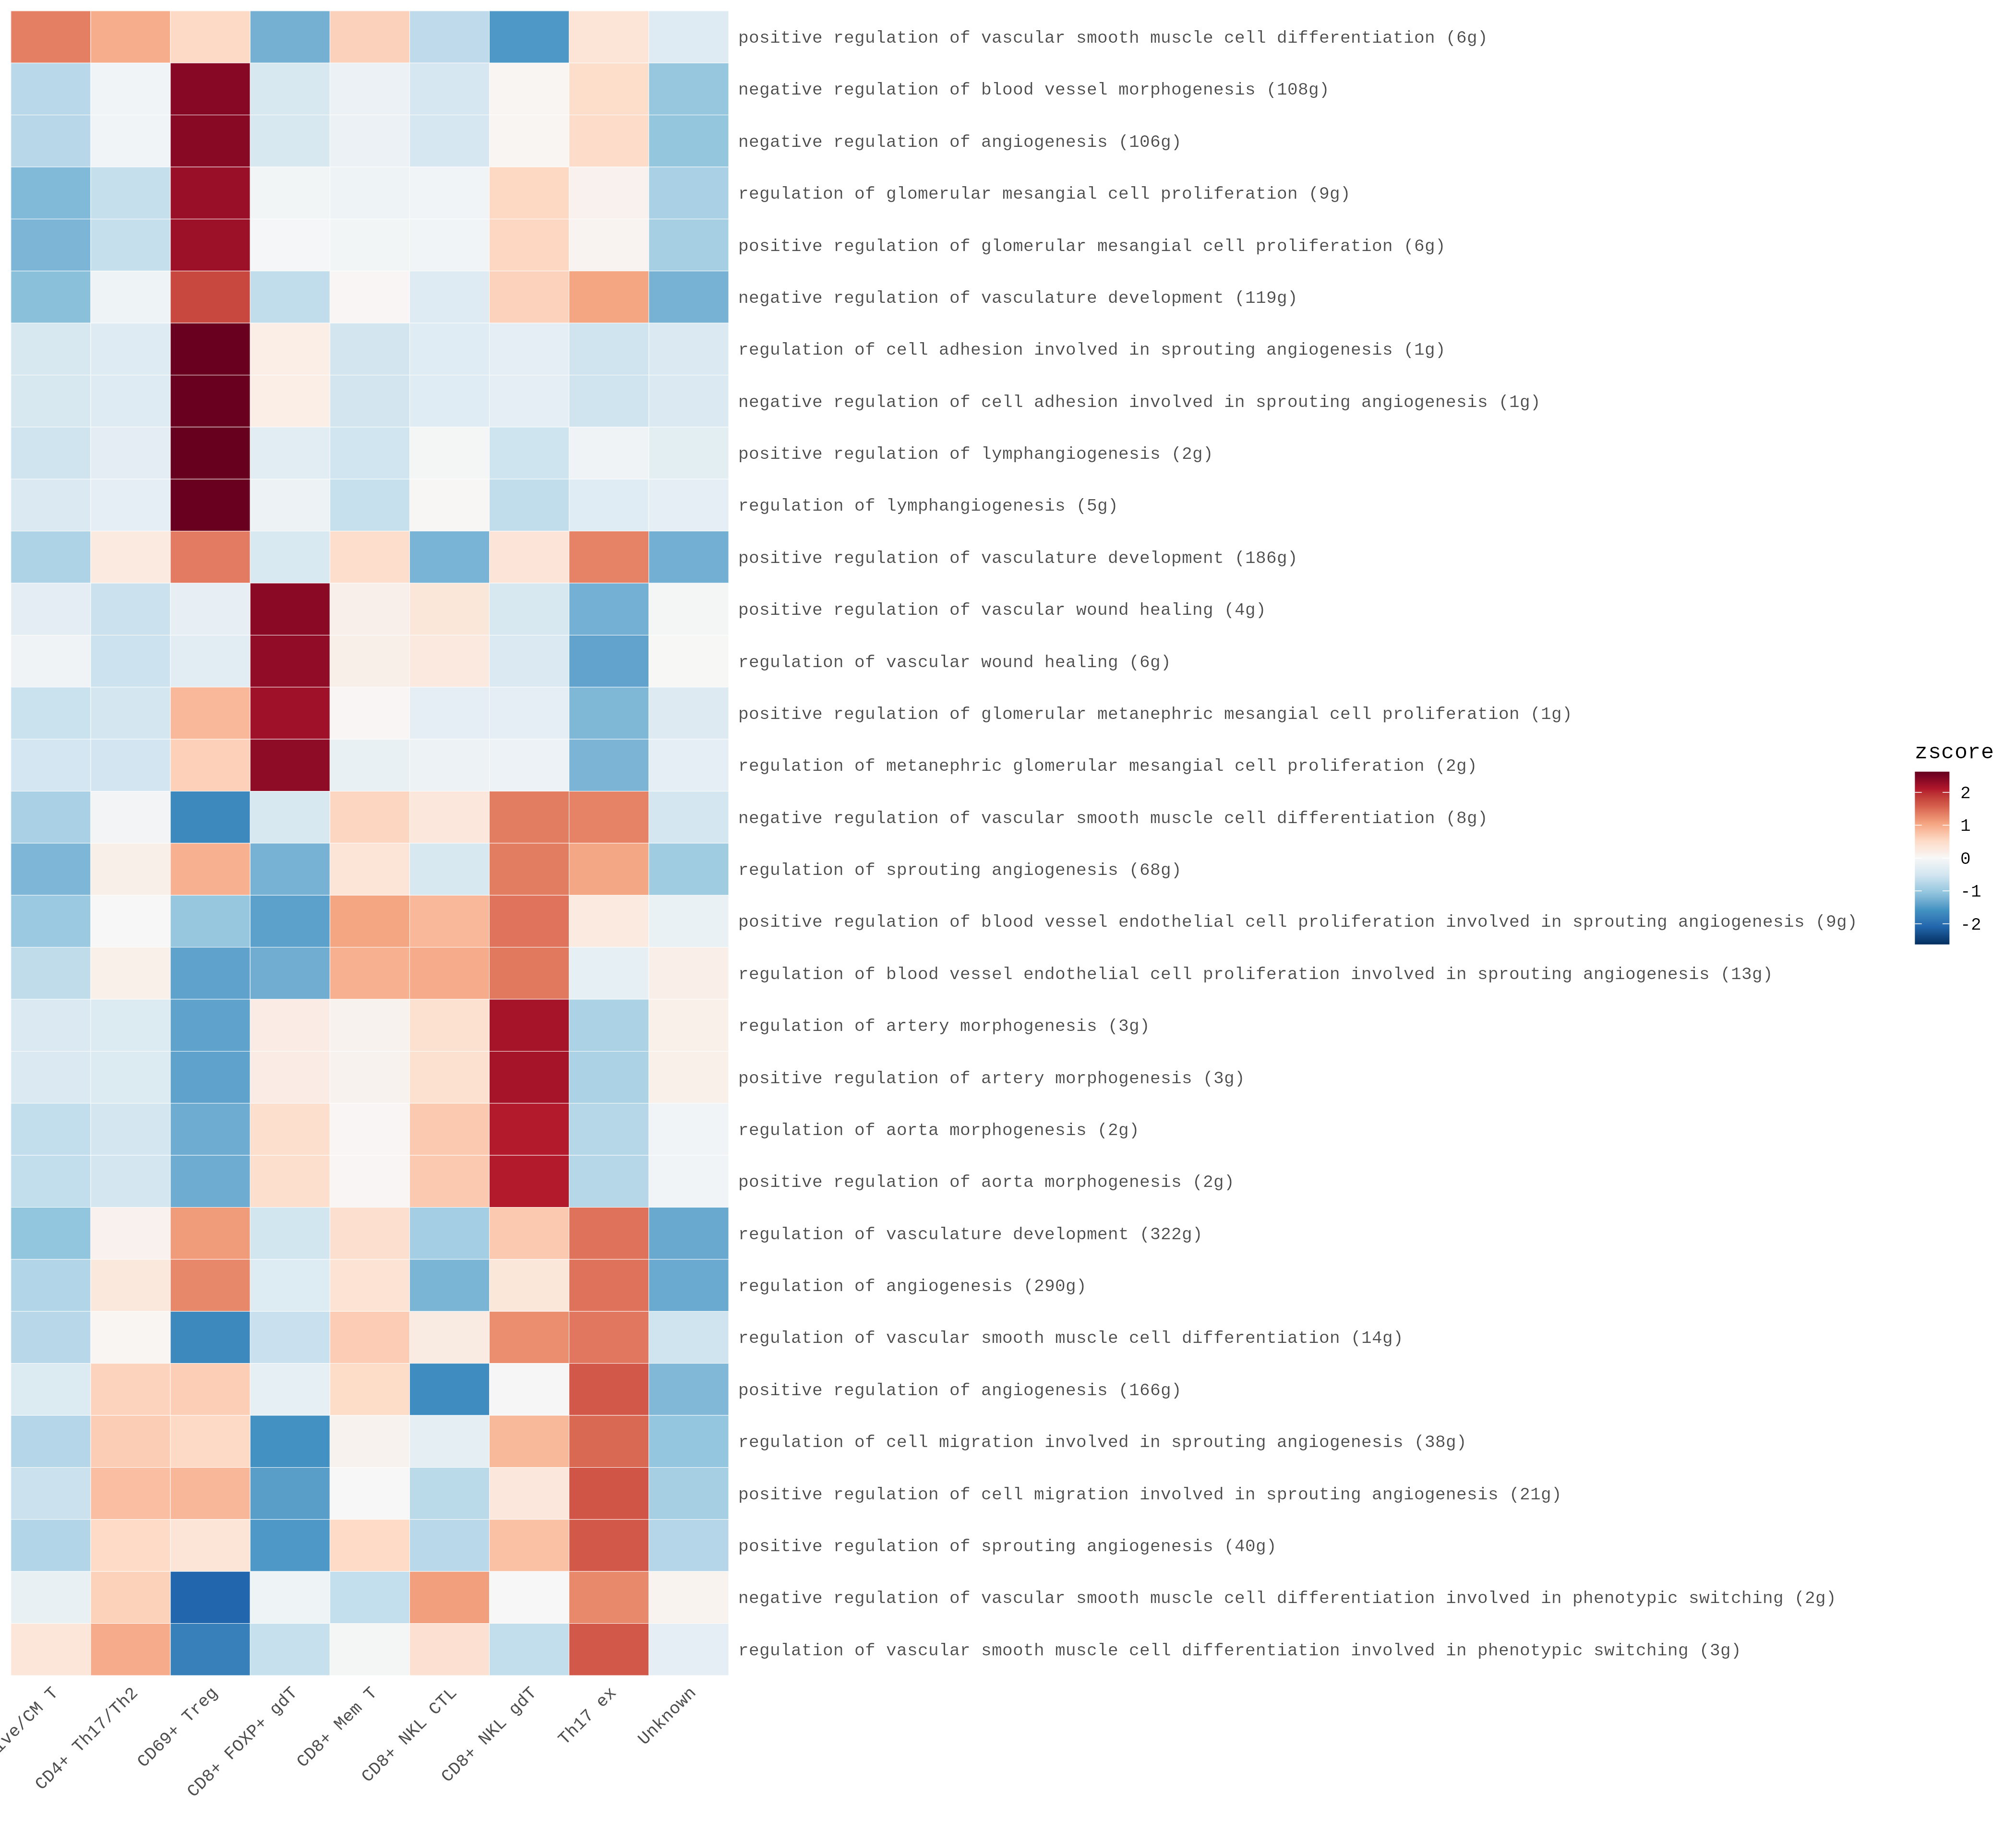 positive regulation of vascular smooth muscle cell differentiation (6g)
negative regulation of blood vessel morphogenesis (108g)
negative regulation of angiogenesis (106g)
regulation of glomerular mesangial cell proliferation (9g)
positive regulation of glomerular mesangial cell proliferation (6g)
negative regulation of vasculature development (119g)
regulation of cell adhesion involved in sprouting angiogenesis (1g)
negative regulation of cell adhesion involved in sprouting angiogenesis (1g)
positive regulation of lymphangiogenesis (2g)
regulation of lymphangiogenesis (5g)
positive regulation of vasculature development (186g)
positive regulation of vascular wound healing (4g)
regulation of vascular wound healing (6g)
positive regulation of glomerular metanephric mesangial cell proliferation (1g)
regulation of metanephric glomerular mesangial cell proliferation (2g)
negative regulation of vascular smooth muscle cell differentiation (8g)
regulation of sprouting angiogenesis (68g)
positive regulation of blood vessel endothelial cell proliferation involved in sprouting angiogenesis (9g)
regulation of blood vessel endothelial cell proliferation involved in sprouting angiogenesis (13g)
regulation of artery morphogenesis (3g)
positive regulation of artery morphogenesis (3g)
regulation of aorta morphogenesis (2g)
positive regulation of aorta morphogenesis (2g)
regulation of vasculature development (322g)
regulation of angiogenesis (290g)
regulation of vascular smooth muscle cell differentiation (14g)
positive regulation of angiogenesis (166g)
regulation of cell migration involved in sprouting angiogenesis (38g)
positive regulation of cell migration involved in sprouting angiogenesis (21g)
positive regulation of sprouting angiogenesis (40g)
negative regulation of vascular smooth muscle cell differentiation involved in phenotypic switching (2g)
regulation of vascular smooth muscle cell differentiation involved in phenotypic switching (3g)
ive/CM T
CD4+ Th17/Th2
CD69+ Treg
CD8+ FOXP+ gdT
CD8+ Mem T
CD8+ NKL CTL
CD8+ NKL gdT
Th17 ex
Unknown
zscore
2
1
0
-1
-2